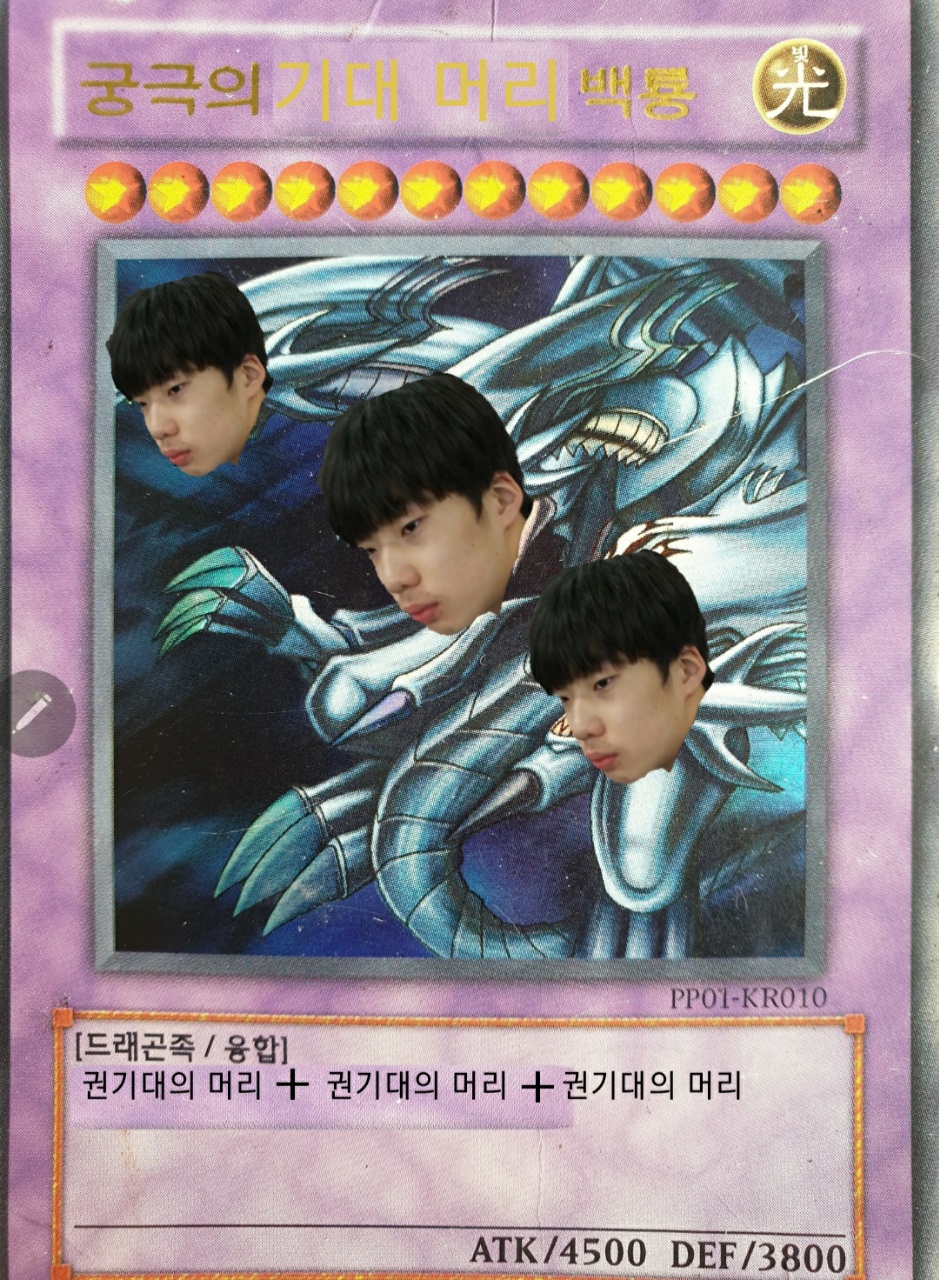 궁극의 기대 머리 백룡
빛
光
PP01-KR010
[드래곤족 / 융합]
권기대의 머리 + 권기대의 머리 + 권기대의 머리
ATK/4500 DEF/3800